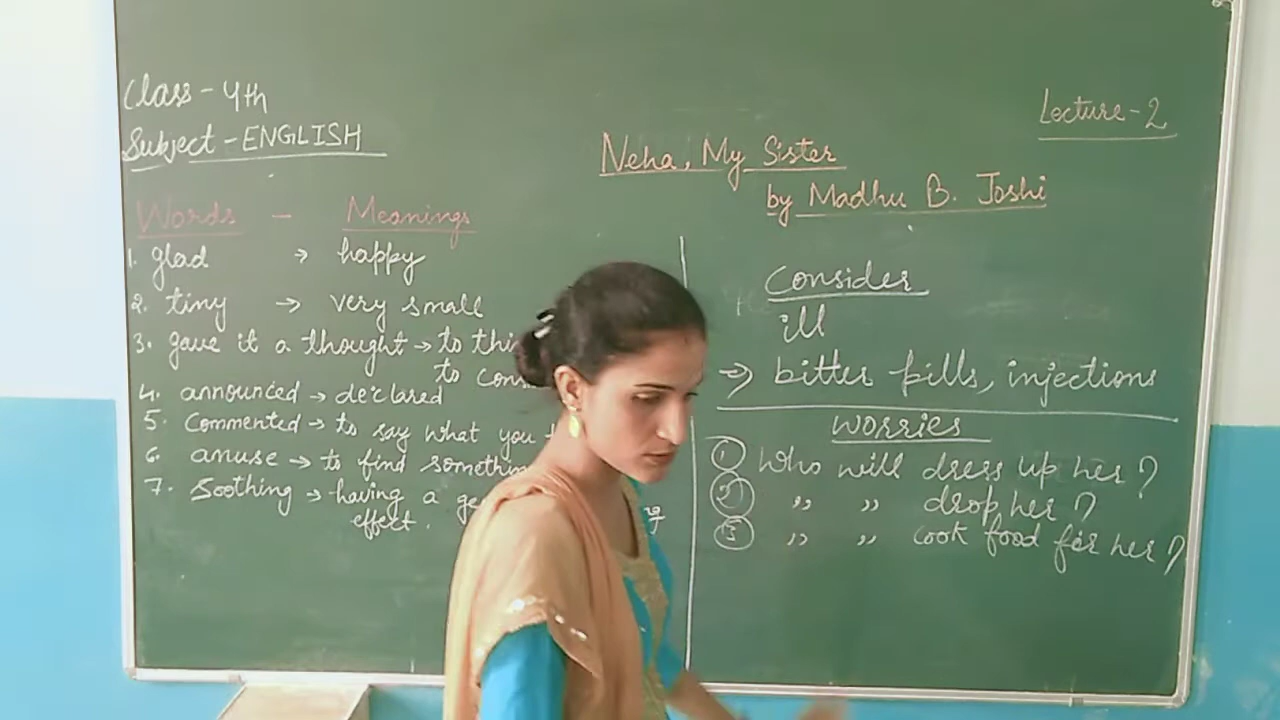 Class - 4th
Subject - ENGLISH
Lecture - 2
Neha, My Sister
by Madhu B. Joshi
Words - Meanings
1. glad → happy
2. tiny → very small
3. gave it a thought → to
to
4. announced → declared
5. Commented → to say what you
6. amuse → to find
7. Soothing → having a
effect.
Consider
ill
→ bitter pills, injections
worries
① Who will dress up her?
② " " drop her?
③ " " cook food for her?